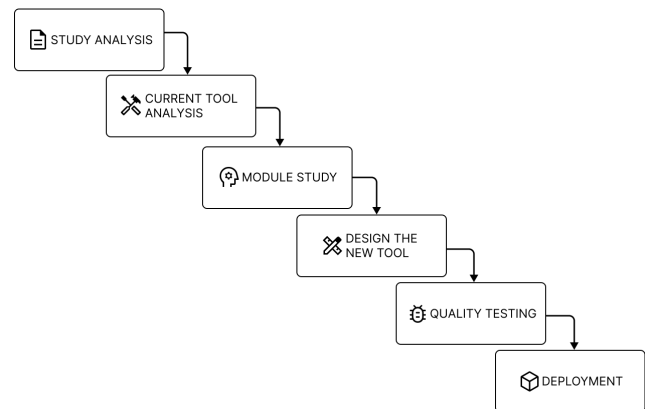 STUDY ANALYSIS
CURRENT TOOL
ANALYSIS
MODULE STUDY
DESIGN THE
NEW TOOL
QUALITY TESTING
DEPLOYMENT